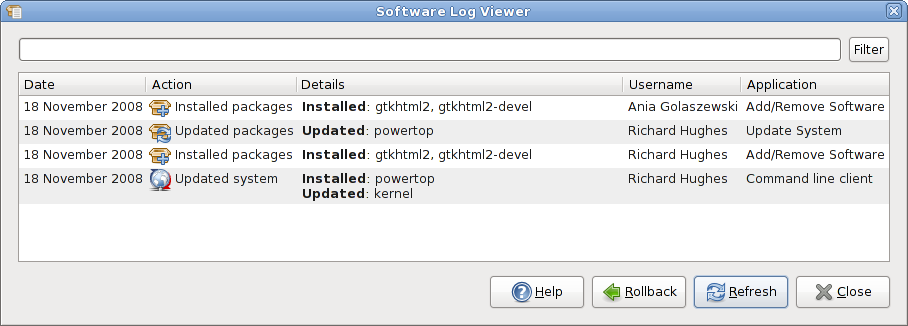 Software Log Viewer
Filter
Date Action Details Username Application
18 November 2008 Installed packages Installed: gtkhtml2, gtkhtml2-devel Ania Golaszewski Add/Remove Software
18 November 2008 Updated packages Updated: powertop Richard Hughes Update System
18 November 2008 Installed packages Installed: gtkhtml2, gtkhtml2-devel Richard Hughes Add/Remove Software
18 November 2008 Updated system Installed: powertop Richard Hughes Command line client
Updated: kernel
Help Rollback Refresh Close